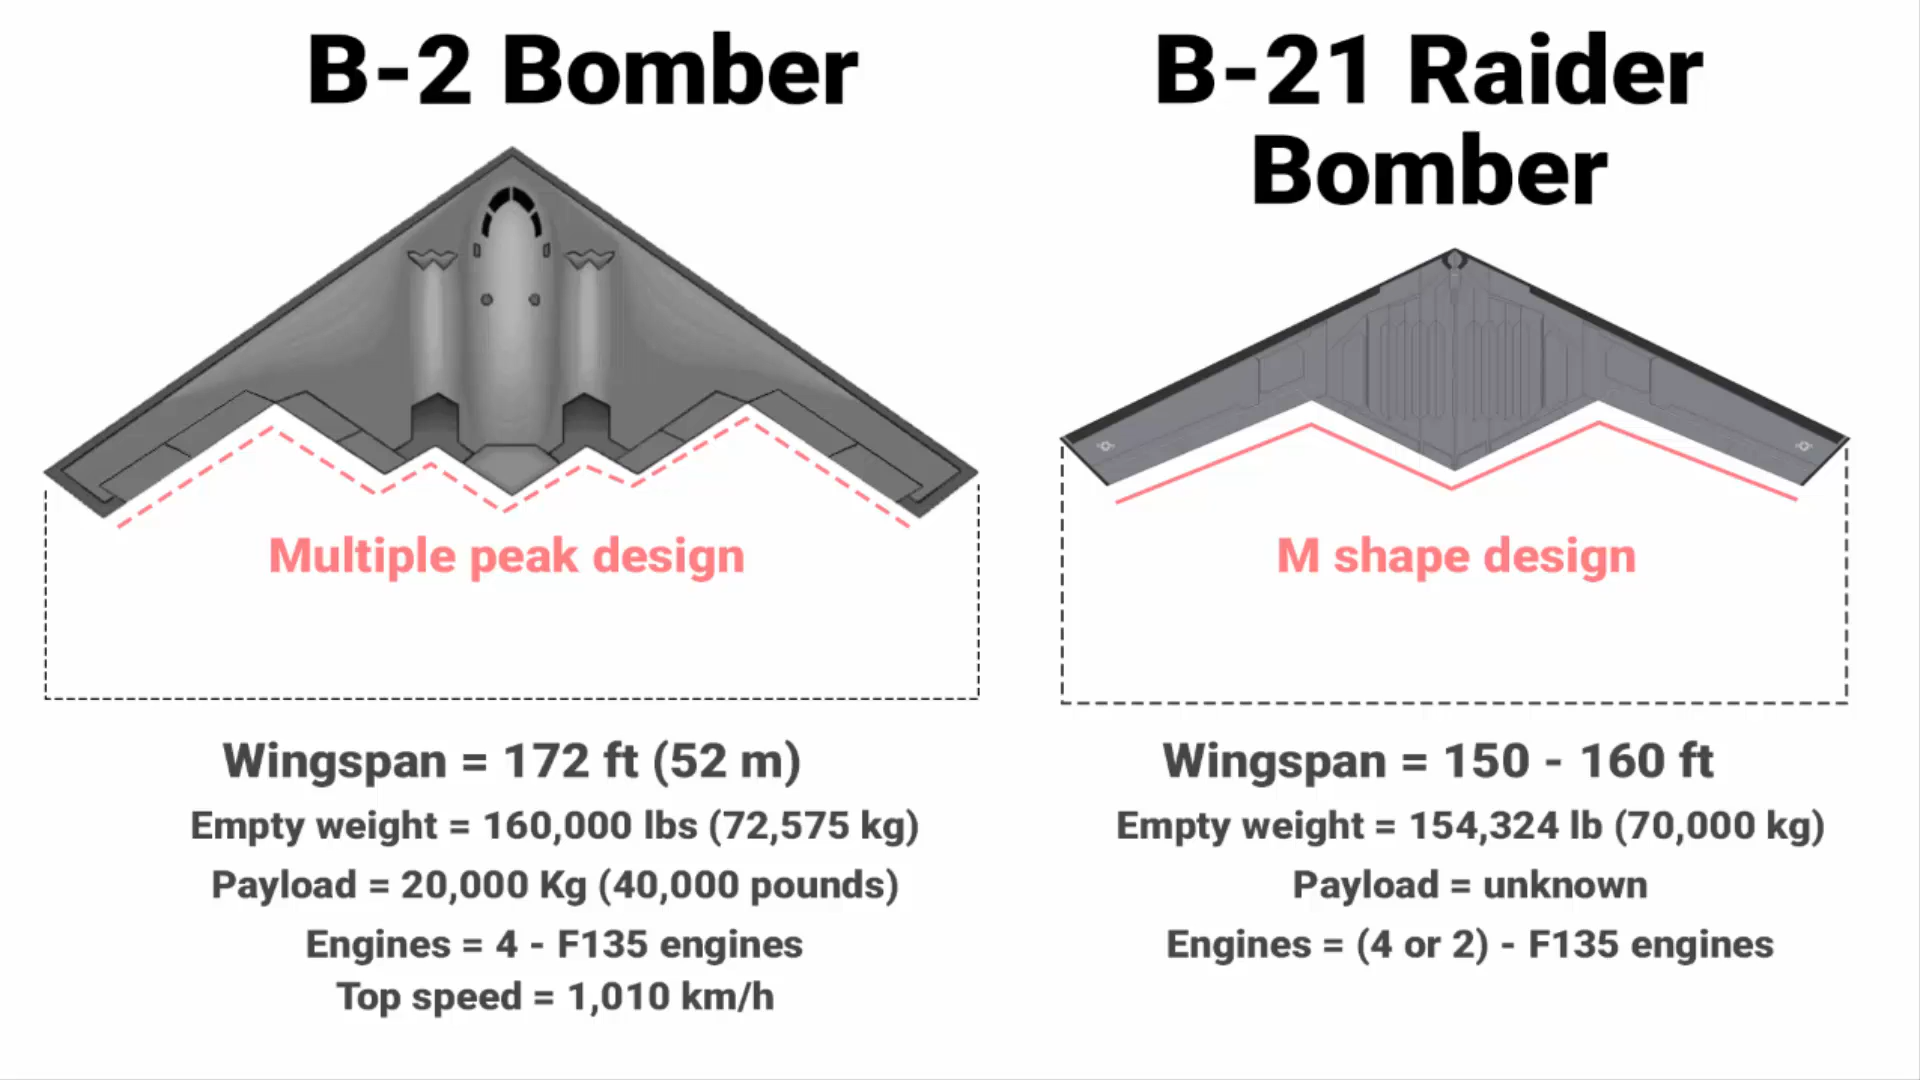 B-2 Bomber
Multiple peak design
Wingspan = 172 ft (52 m)
Empty weight = 160,000 lbs (72,575 kg)
Payload = 20,000 Kg (40,000 pounds)
Engines = 4 - F135 engines
Top speed = 1,010 km/h
B-21 Raider
Bomber
M shape design
Wingspan = 150 - 160 ft
Empty weight = 154,324 lb (70,000 kg)
Payload = unknown
Engines = (4 or 2) - F135 engines